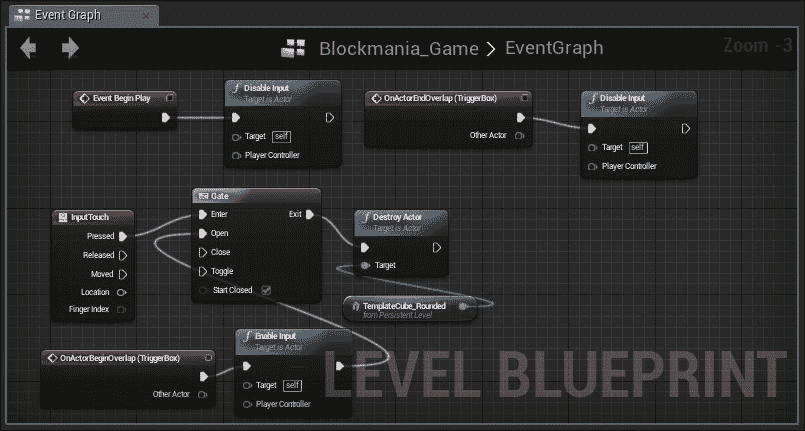 Event Graph
Blockmania_Game > EventGraph
Zoom -3
Event Begin Play
Disable Input
Target is Actor
Target self
Player Controller
OnActorEndOverlap (TriggerBox)
Other Actor
Disable Input
Target is Actor
Target self
Player Controller
InputTouch
Pressed
Released
Moved
Location
Finger Index
Gate
Enter
Exit
Open
Close
Toggle
Start Closed
Destroy Actor
Target is Actor
Target
TemplateCube_Rounded
from Persistent Level
OnActorBeginOverlap (TriggerBox)
Other Actor
Enable Input
Target is Actor
Target self
Player Controller
LEVEL BLUEPRINT